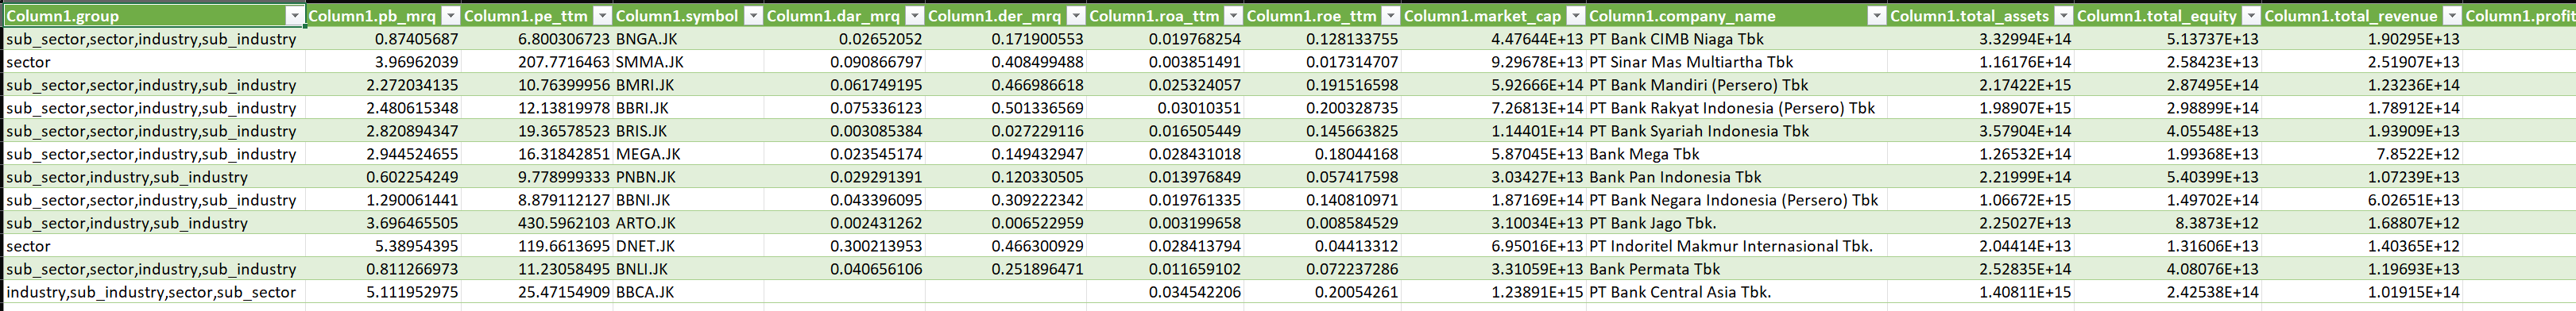 Column1.group Column1.pb_mrq Column1.pe_ttm Column1.symbol Column1.dar_mrq Column1.der_mrq Column1.roa_ttm Column1.roe_ttm Column1.market_cap Column1.company_name Column1.total_assets Column1.total_equity Column1.total_revenue Column1.profit
sub_sector,sector,industry,sub_industry 0.87405687 6.800306723 BNGA.JK 0.02652052 0.171900553 0.019768254 0.128133755 4.47644E+13 PT Bank CIMB Niaga Tbk 3.32994E+14 5.13737E+13 1.90295E+13
sector 3.96962039 207.7716463 SMMA.JK 0.090866797 0.408499488 0.003851491 0.017314707 9.29678E+13 PT Sinar Mas Multiartha Tbk 1.16176E+14 2.58423E+13 2.51907E+13
sub_sector,sector,industry,sub_industry 2.272034135 10.76399956 BMRI.JK 0.061749195 0.466986618 0.025324057 0.191516598 5.92666E+14 PT Bank Mandiri (Persero) Tbk 2.17422E+15 2.87495E+14 1.23236E+14
sub_sector,sector,industry,sub_industry 2.480615348 12.13819978 BBRI.JK 0.075336123 0.501336569 0.03010351 0.200328735 7.26813E+14 PT Bank Rakyat Indonesia (Persero) Tbk 1.98907E+15 2.98899E+14 1.78912E+14
sub_sector,sector,industry,sub_industry 2.820894347 19.36578523 BRIS.JK 0.003085384 0.027229116 0.016505449 0.145663825 1.14401E+14 PT Bank Syariah Indonesia Tbk 3.57904E+14 4.05548E+13 1.93909E+13
sub_sector,sector,industry,sub_industry 2.944524655 16.31842851 MEGA.JK 0.023545174 0.149432947 0.028431018 0.18044168 5.87045E+13 Bank Mega Tbk 1.26532E+14 1.99368E+13 7.8522E+12
sub_sector,industry,sub_industry 0.602254249 9.778999333 PNBN.JK 0.029291391 0.120330505 0.013976849 0.057417598 3.03427E+13 Bank Pan Indonesia Tbk 2.21999E+14 5.40399E+13 1.07239E+13
sub_sector,sector,industry,sub_industry 1.290061441 8.879112127 BBNI.JK 0.043396095 0.309222342 0.019761335 0.140810971 1.87169E+14 PT Bank Negara Indonesia (Persero) Tbk 1.06672E+15 1.49702E+14 6.02651E+13
sub_sector,industry,sub_industry 3.696465505 430.5962103 ARTO.JK 0.002431262 0.006522959 0.003199658 0.008584529 3.10034E+13 PT Bank Jago Tbk. 2.25027E+13 8.3873E+12 1.68807E+12
sector 5.38954395 119.6613695 DNET.JK 0.300213953 0.466300929 0.028413794 0.04413312 6.95016E+13 PT Indoritel Makmur Internasional Tbk. 2.04414E+13 1.31606E+13 1.40365E+12
sub_sector,sector,industry,sub_industry 0.811266973 11.23058495 BNLI.JK 0.040656106 0.251896471 0.011659102 0.072237286 3.31059E+13 Bank Permata Tbk 2.52835E+14 4.08076E+13 1.19693E+13
industry,sub_industry,sector,sub_sector 5.111952975 25.47154909 BBCA.JK 0.034542206 0.20054261 1.23891E+15 PT Bank Central Asia Tbk. 1.40811E+15 2.42538E+14 1.01915E+14